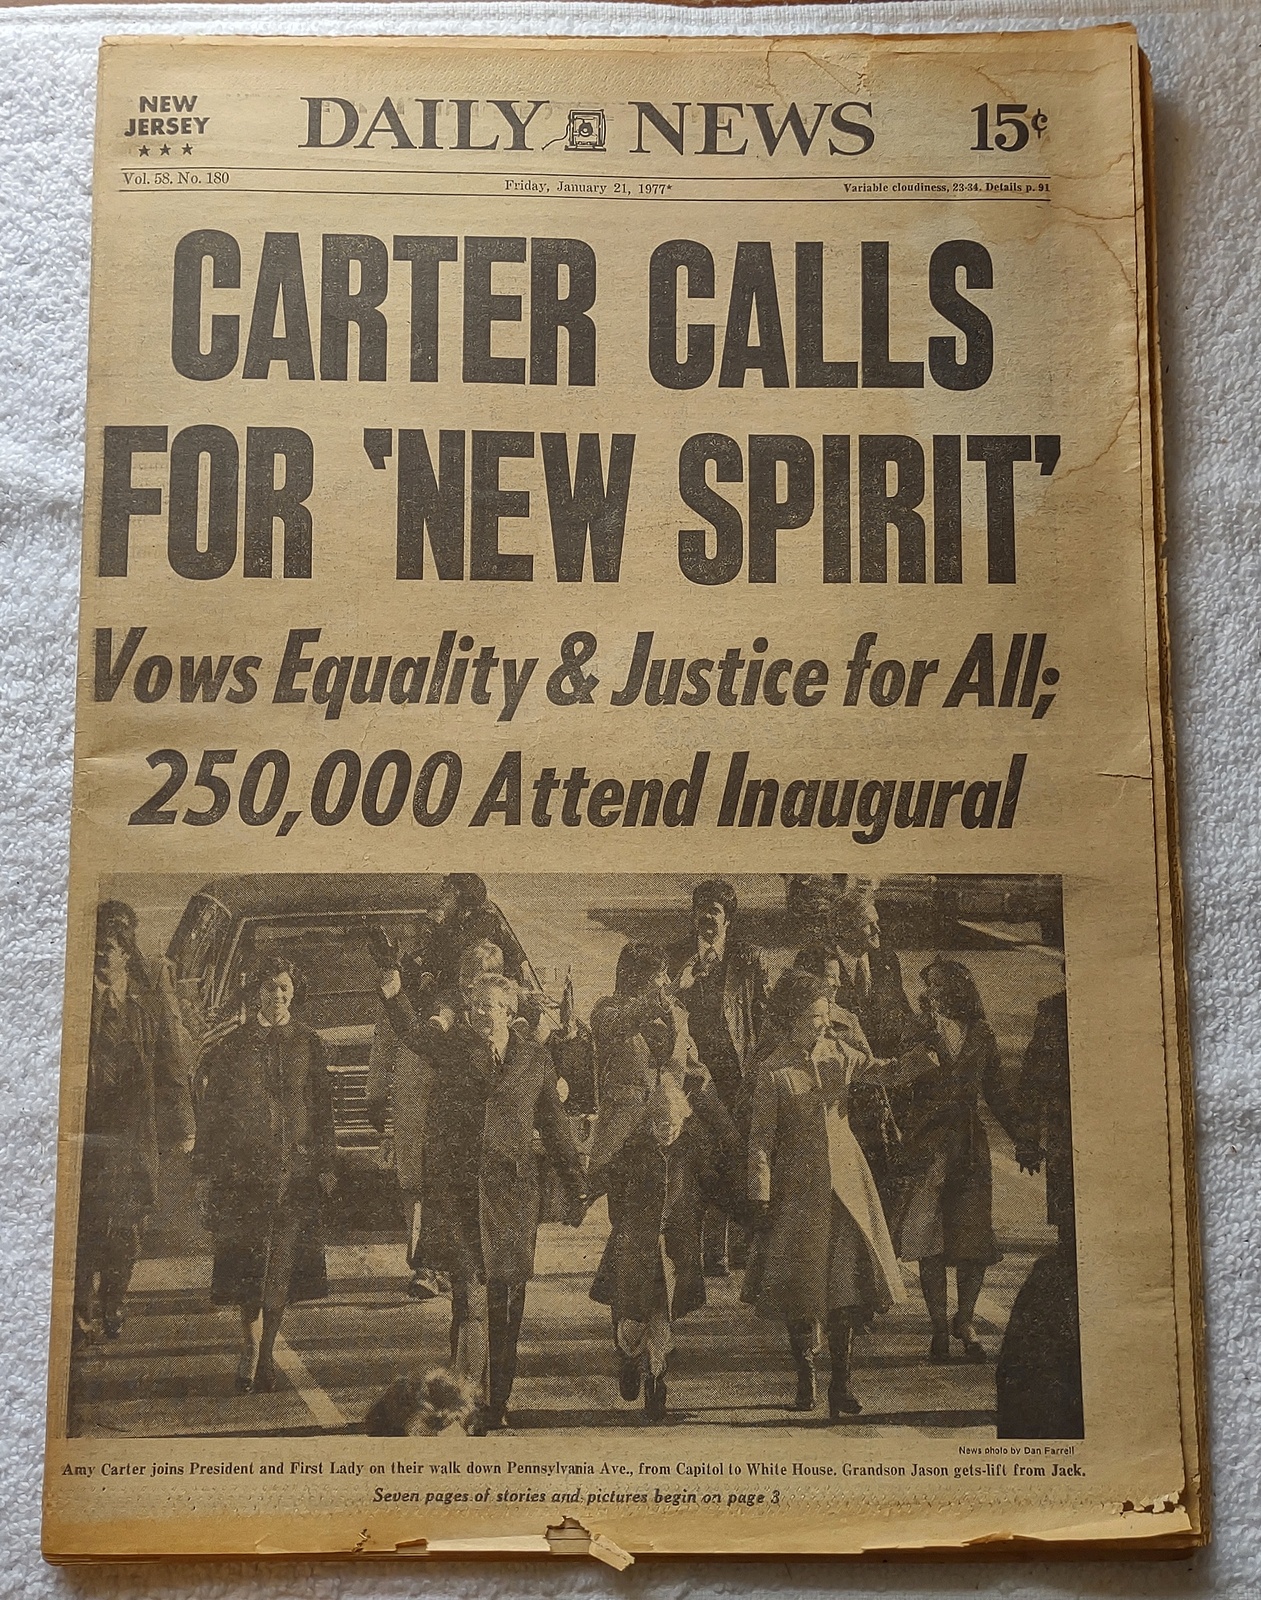 NEW
JERSEY
★ ★ ★
DAILY NEWS
15¢
Vol. 58. No. 180
Friday, January 21, 1977*
Variable cloudiness, 23-34. Details p. 91
CARTER CALLS
FOR 'NEW SPIRIT'
Vows Equality & Justice for All;
250,000 Attend Inaugural
News photo by Dan Farrell
Amy Carter joins President and First Lady on their walk down Pennsylvania Ave., from Capitol to White House. Grandson Jason gets lift from Jack.
Seven pages of stories and pictures begin on page 3